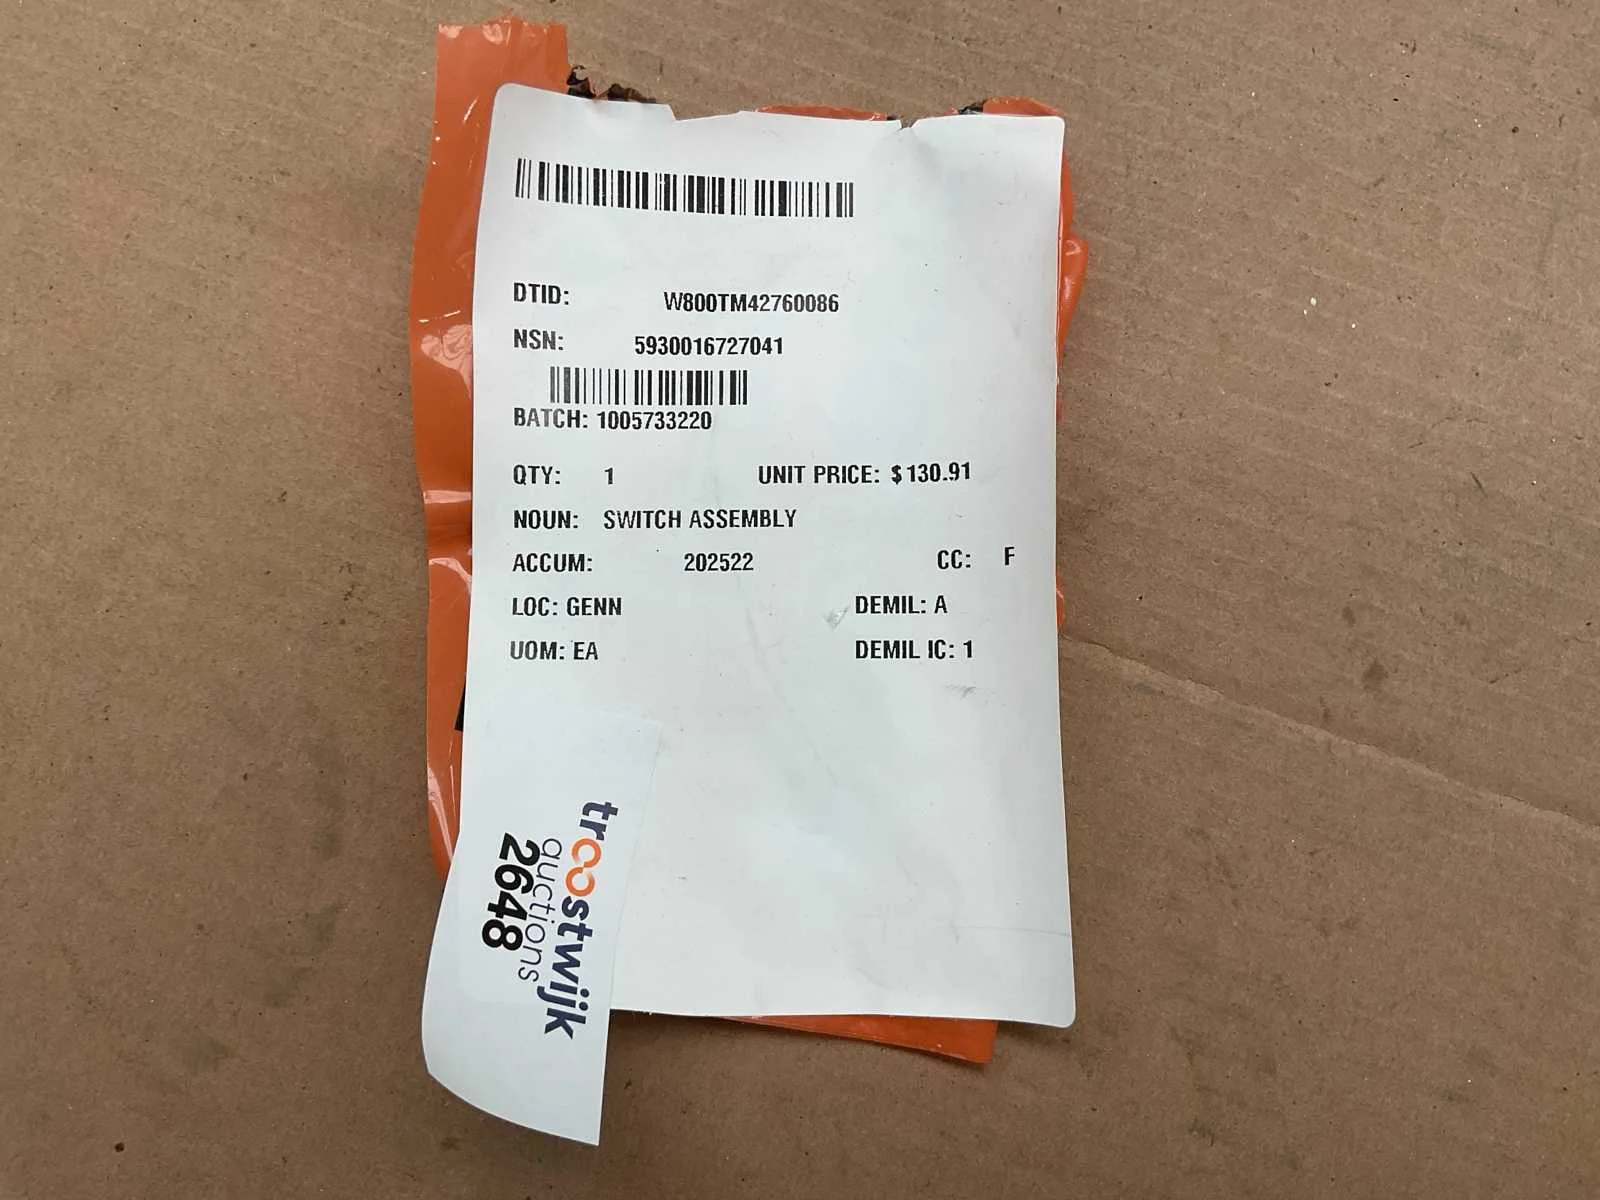 DTID: W800TM42760086
NSN: 5930016727041
BATCH: 1005733220
QTY: 1 UNIT PRICE: $130.91
NOUN: SWITCH ASSEMBLY
ACCUM: 202522 CC: F
LOC: GENN DEMIL: A
UOM: EA DEMIL IC: 1
troostwijk
auctions
2648